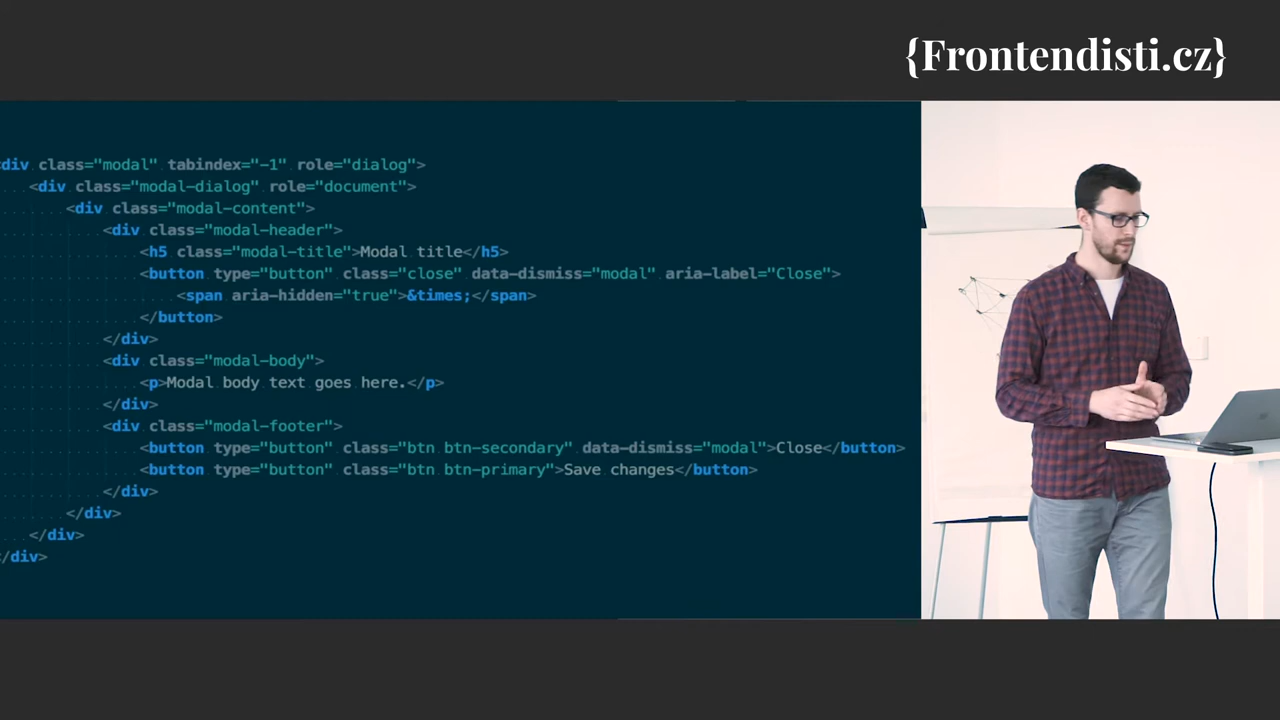 {Frontendisti.cz}
div class="modal" tabindex="-1" role="dialog">
<div class="modal-dialog" role="document">
<div class="modal-content">
<div class="modal-header">
<h5 class="modal-title">Modal title</h5>
<button type="button" class="close" data-dismiss="modal" aria-label="Close">
<span aria-hidden="true">&times;</span>
</button>
</div>
<div class="modal-body">
<p>Modal body text goes here.</p>
</div>
<div class="modal-footer">
<button type="button" class="btn btn-secondary" data-dismiss="modal">Close</button>
<button type="button" class="btn btn-primary">Save changes</button>
</div>
</div>
</div>
/div>